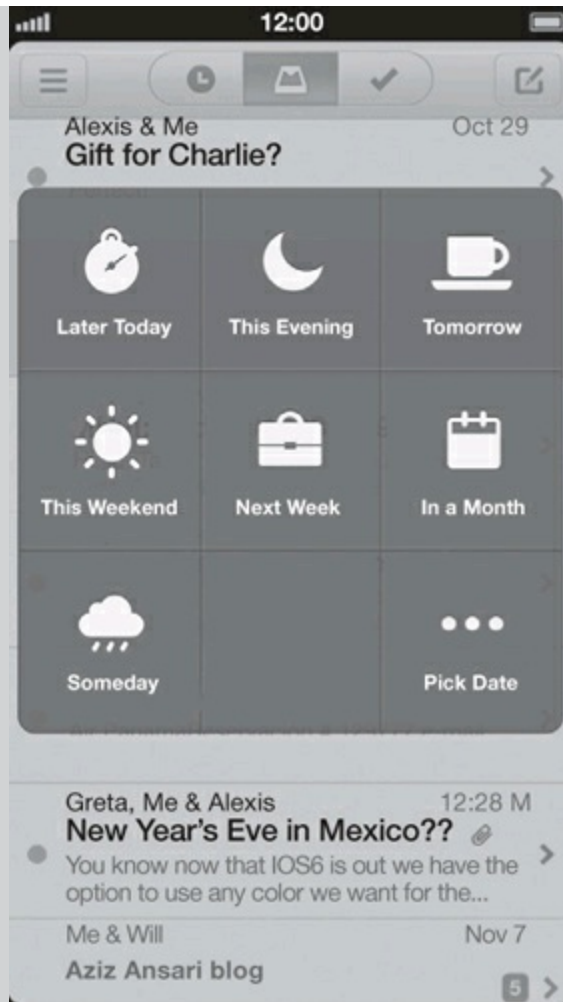 12:00
Alexis & Me Oct 29
Gift for Charlie?
Later Today This Evening Tomorrow
This Weekend Next Week In a Month
Someday Pick Date
Greta, Me & Alexis 12:28 M
New Year's Eve in Mexico??
You know now that IOS6 is out we have the
option to use any color we want for the...
Me & Will Nov 7
Aziz Ansari blog
5